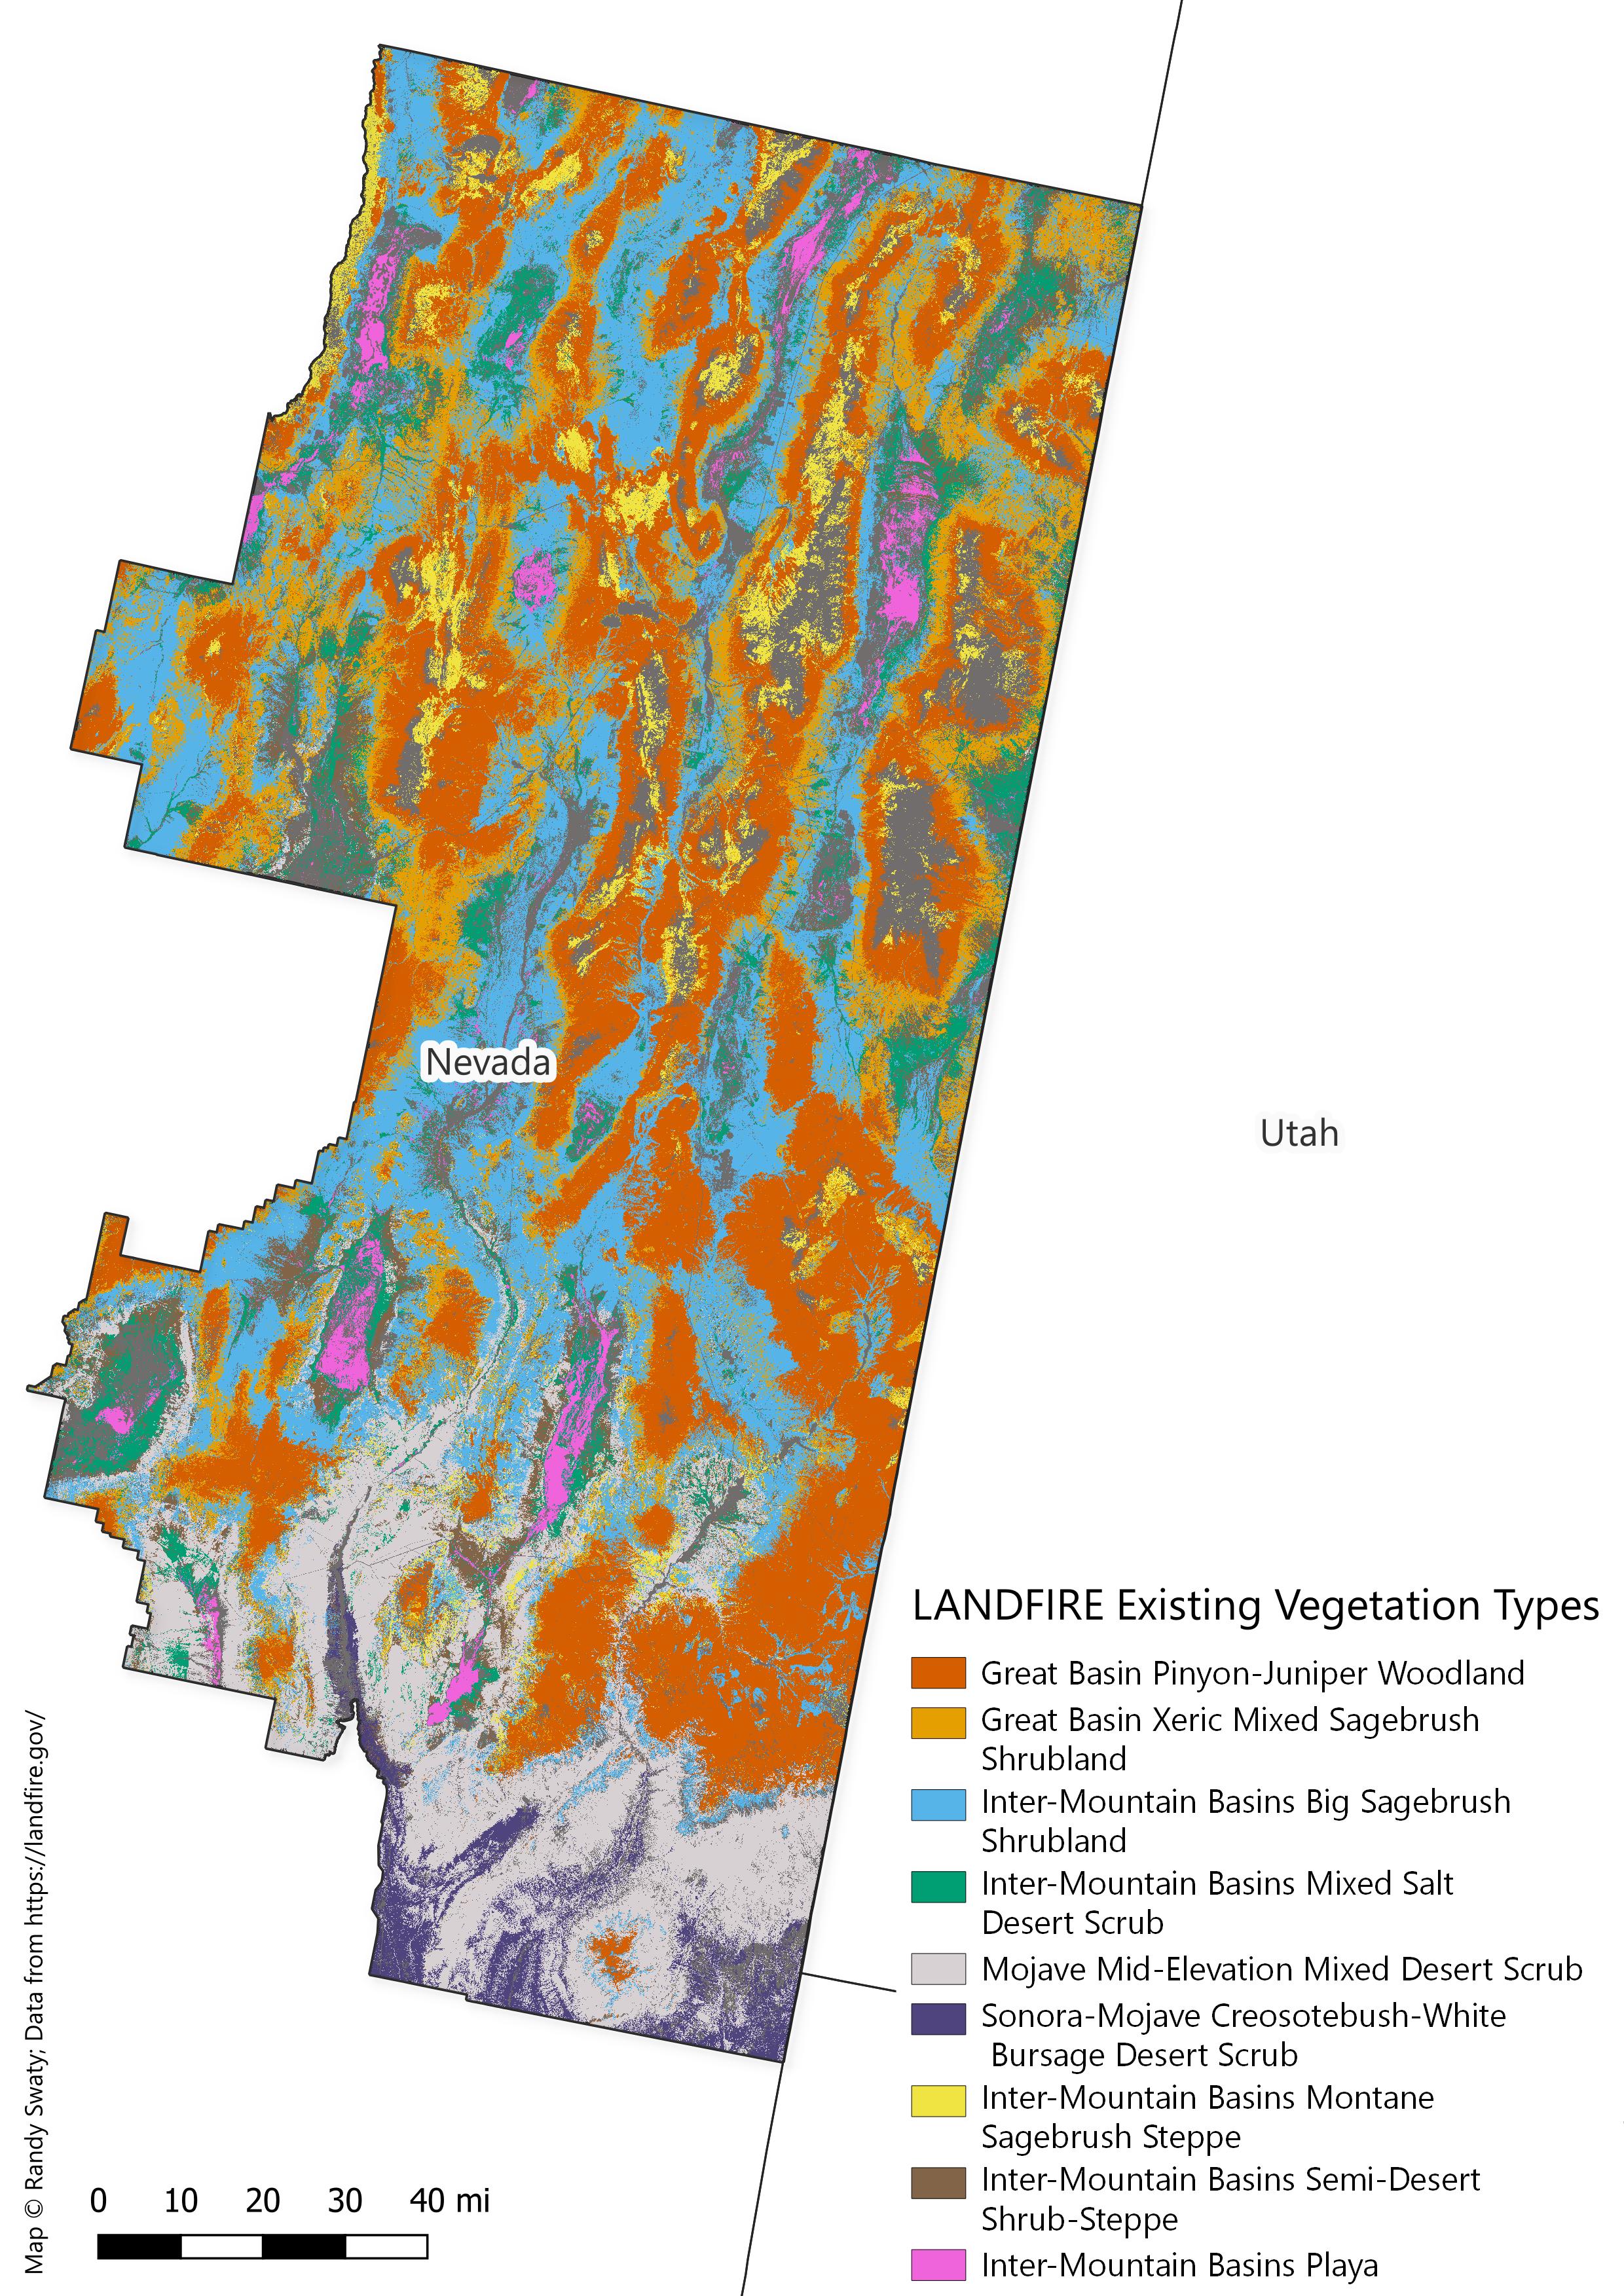 Nevada
Utah
LANDFIRE Existing Vegetation Types
Great Basin Pinyon-Juniper Woodland
Great Basin Xeric Mixed Sagebrush
Shrubland
Inter-Mountain Basins Big Sagebrush
Shrubland
Inter-Mountain Basins Mixed Salt
Desert Scrub
Mojave Mid-Elevation Mixed Desert Scrub
Sonora-Mojave Creosotebush-White
Bursage Desert Scrub
Inter-Mountain Basins Montane
Sagebrush Steppe
Inter-Mountain Basins Semi-Desert
Shrub-Steppe
Inter-Mountain Basins Playa
0 10 20 30 40 mi
Map © Randy Swaty; Data from https://landfire.gov/